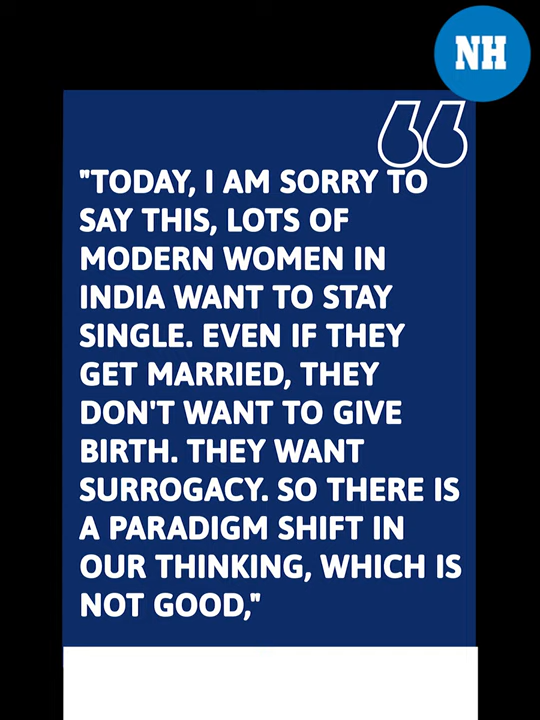 NH
"TODAY, I AM SORRY TO
SAY THIS, LOTS OF
MODERN WOMEN IN
INDIA WANT TO STAY
SINGLE. EVEN IF THEY
GET MARRIED, THEY
DON'T WANT TO GIVE
BIRTH. THEY WANT
SURROGACY. SO THERE IS
A PARADIGM SHIFT IN
OUR THINKING, WHICH IS
NOT GOOD,"